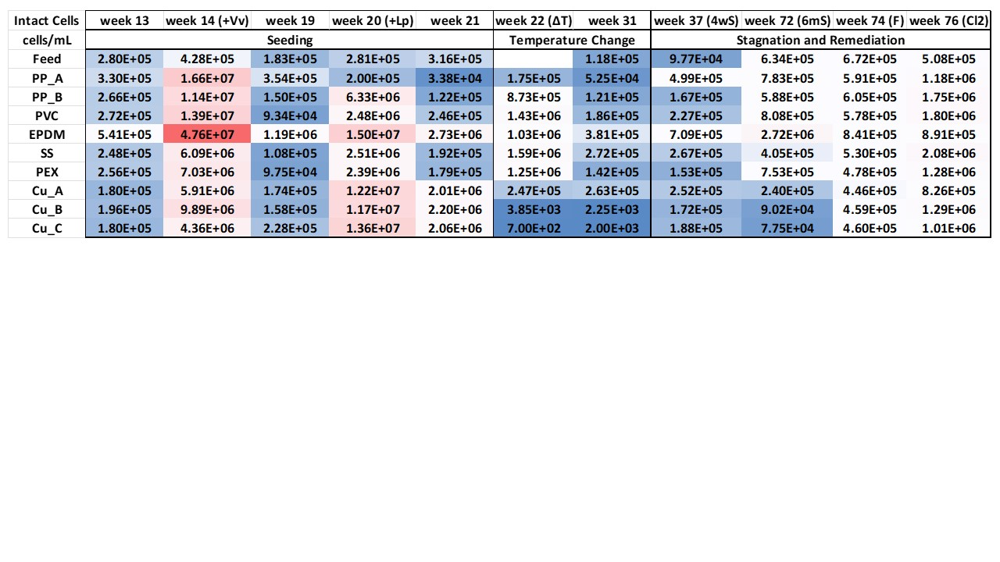 Intact Cells week 13 week 14 (+Vv) week 19 week 20 (+Lp) week 21 week 22 (ΔT) week 31 week 37 (4wS) week 72 (6mS) week 74 (F) week 76 (Cl2)
cells/mL Seeding Temperature Change Stagnation and Remediation
Feed 2.80E+05 4.28E+05 1.83E+05 2.81E+05 3.16E+05 1.18E+05 9.77E+04 6.34E+05 6.72E+05 5.08E+05
PP_A 3.30E+05 1.66E+07 3.54E+05 2.00E+05 3.38E+04 1.75E+05 5.25E+04 4.99E+05 7.83E+05 5.91E+05 1.18E+06
PP_B 2.66E+05 1.14E+07 1.50E+05 6.33E+06 1.22E+05 8.73E+05 1.21E+05 1.67E+05 5.88E+05 6.05E+05 1.75E+06
PVC 2.72E+05 1.39E+07 9.34E+04 2.48E+06 2.46E+05 1.43E+06 1.86E+05 2.27E+05 8.08E+05 5.78E+05 1.80E+06
EPDM 5.41E+05 4.76E+07 1.19E+06 1.50E+07 2.73E+06 1.03E+06 3.81E+05 7.09E+05 2.72E+06 8.41E+05 8.91E+05
SS 2.48E+05 6.09E+06 1.08E+05 2.51E+06 1.92E+05 1.59E+06 2.72E+05 2.67E+05 4.05E+05 5.30E+05 2.08E+06
PEX 2.56E+05 7.03E+06 9.75E+04 2.39E+06 1.79E+05 1.25E+06 1.42E+05 1.53E+05 7.53E+05 4.78E+05 1.28E+06
Cu_A 1.80E+05 5.91E+06 1.74E+05 1.22E+07 2.01E+06 2.47E+05 2.63E+05 2.52E+05 2.40E+05 4.46E+05 8.26E+05
Cu_B 1.96E+05 9.89E+06 1.58E+05 1.17E+07 2.20E+06 3.85E+03 2.25E+03 1.72E+05 9.02E+04 4.59E+05 1.29E+06
Cu_C 1.80E+05 4.36E+06 2.28E+05 1.36E+07 2.06E+06 7.00E+02 2.00E+03 1.88E+05 7.75E+04 4.60E+05 1.01E+06